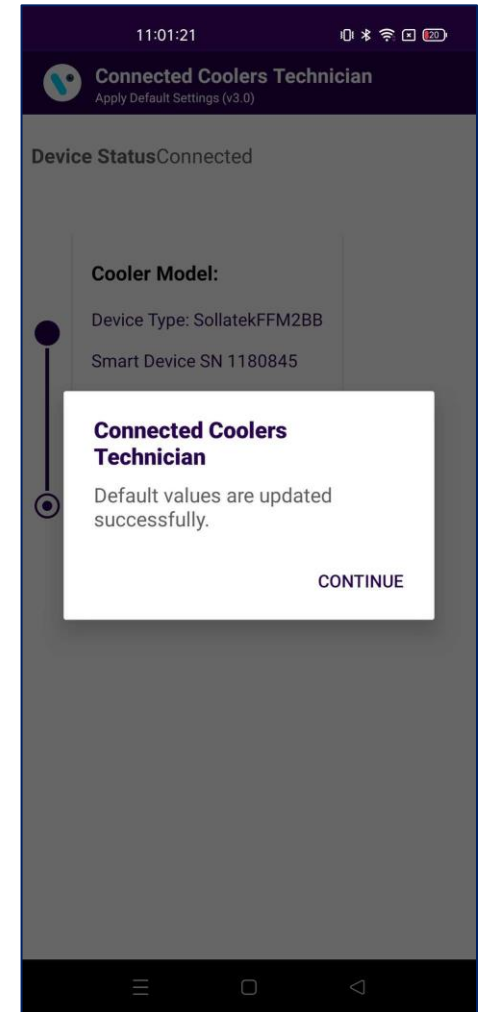 11:01:21
20
Connected Coolers Technician
Apply Default Settings (v3.0)
Device StatusConnected
Cooler Model:
Device Type: SollatekFFM2BB
Smart Device SN 1180845
Connected Coolers
Technician
Default values are updated
successfully.
CONTINUE